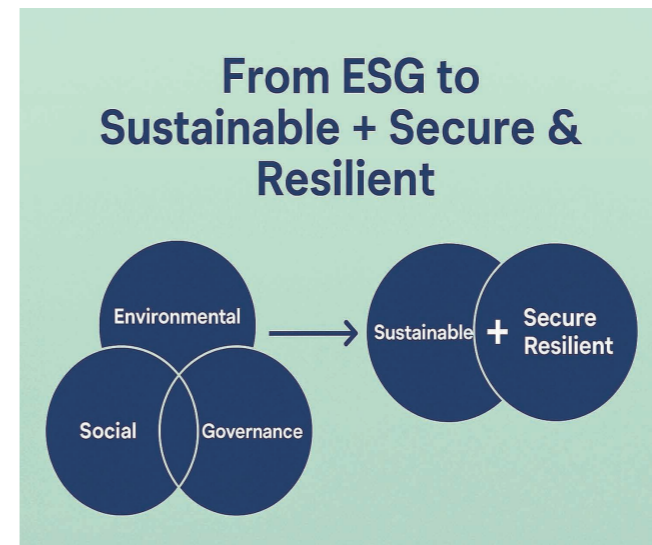 From ESG to
Sustainable + Secure &
Resilient
Environmental
Social
Governance
Sustainable
+
Secure
Resilient